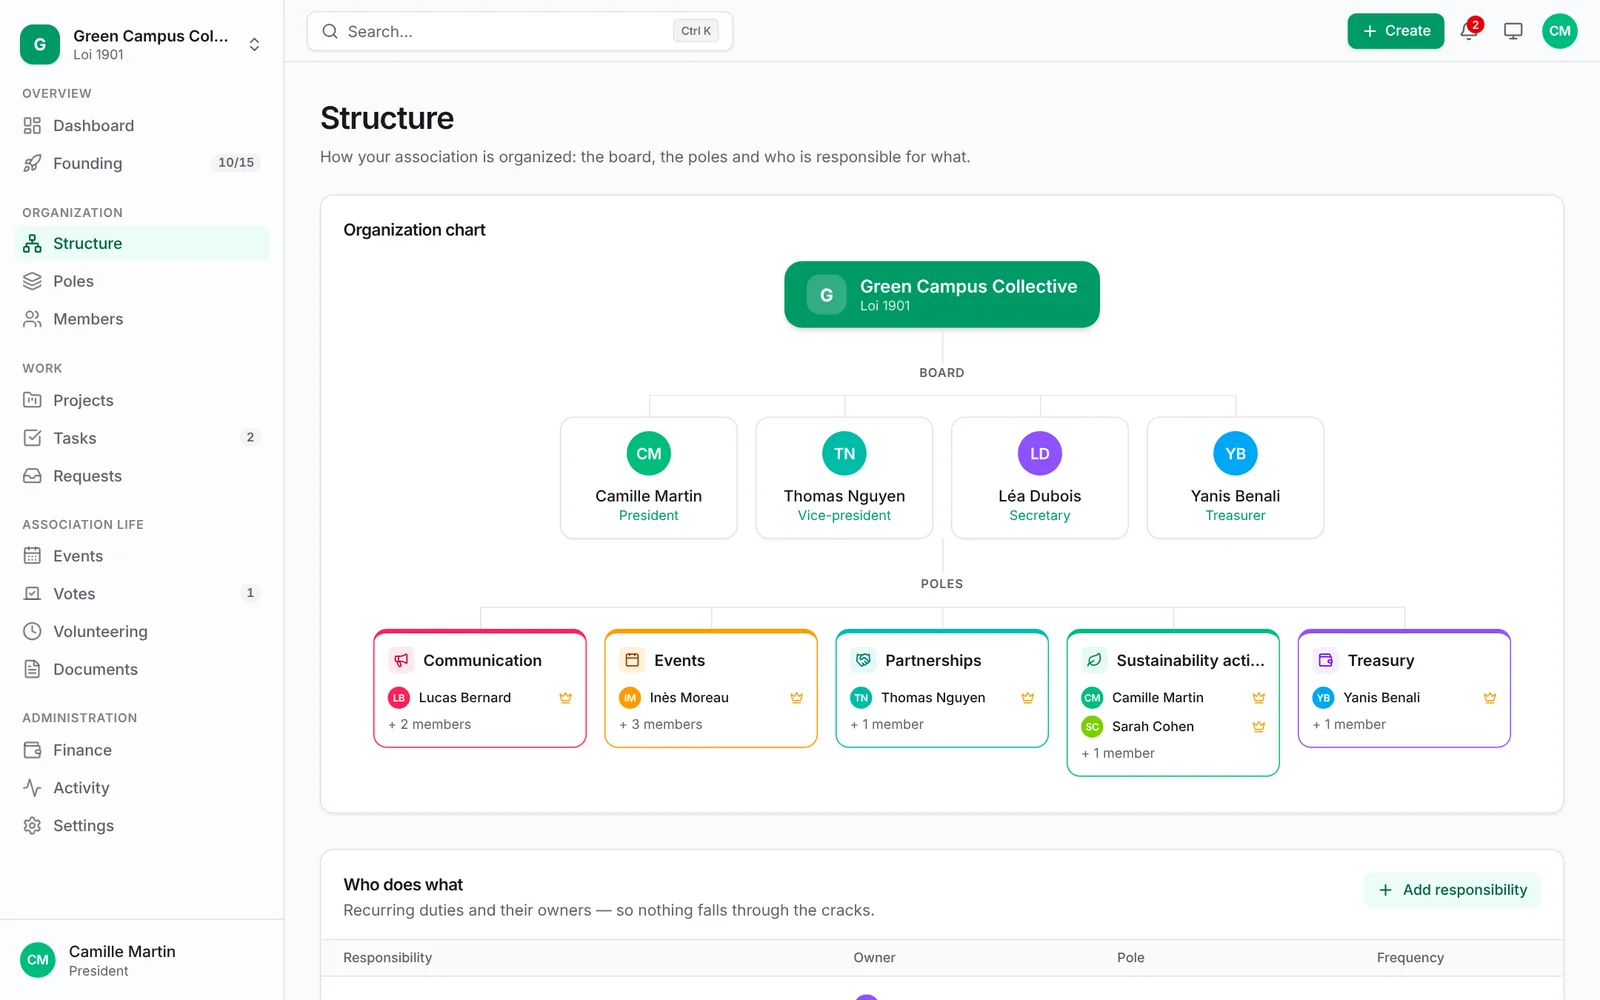 G
Green Campus Col...
Loi 1901
Search...
Ctrl K
Create
2
CM
OVERVIEW
Dashboard
Founding
10/15
ORGANIZATION
Structure
Poles
Members
WORK
Projects
Tasks
2
Requests
ASSOCIATION LIFE
Events
Votes
1
Volunteering
Documents
ADMINISTRATION
Finance
Activity
Settings
CM
Camille Martin
President
Structure
How your association is organized: the board, the poles and who is responsible for what.
Organization chart
G
Green Campus Collective
Loi 1901
BOARD
CM
Camille Martin
President
TN
Thomas Nguyen
Vice-president
LD
Léa Dubois
Secretary
YB
Yanis Benali
Treasurer
POLES
Communication
LB Lucas Bernard
+ 2 members
Events
IM Inès Moreau
+ 3 members
Partnerships
TN Thomas Nguyen
+ 1 member
Sustainability acti...
CM Camille Martin
SC Sarah Cohen
+ 1 member
Treasury
YB Yanis Benali
+ 1 member
Who does what
Recurring duties and their owners — so nothing falls through the cracks.
Add responsibility
Responsibility Owner Pole Frequency